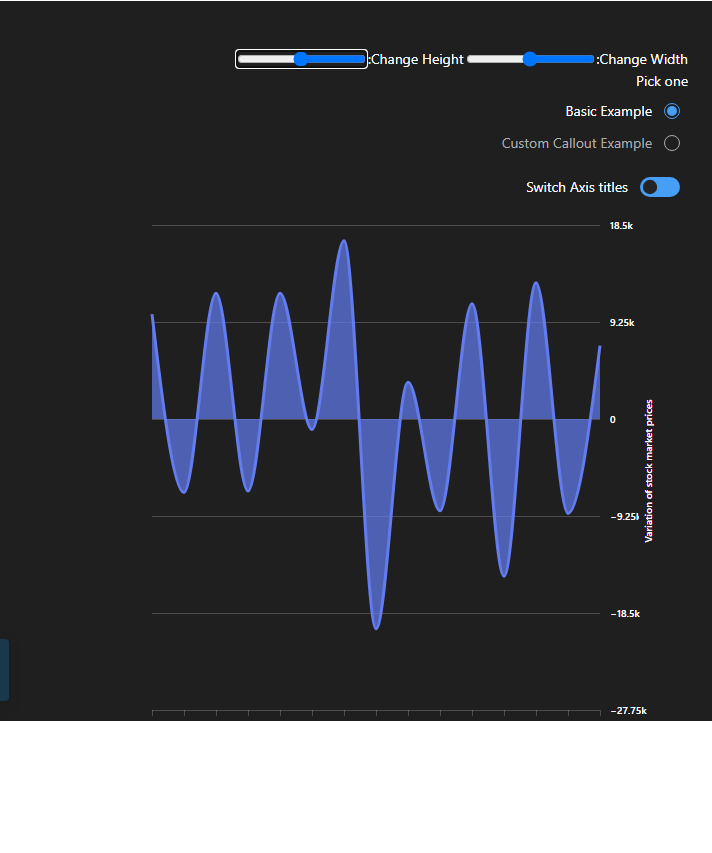 :Change Height :Change Width
Pick one
Basic Example
Custom Callout Example
Switch Axis titles
18.5k
9.25k
0
−9.25k
−18.5k
−27.75k
Variation of stock market prices